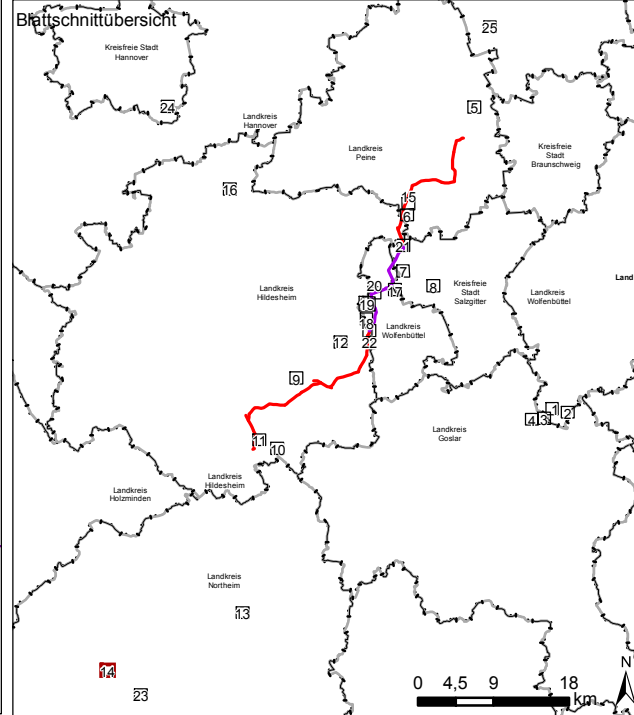 Blattschnittübersicht
25
Kreisfreie Stadt
Hannover
24
5
Landkreis
Hannover
Landkreis
Peine
Kreisfreie
Stadt
Braunschweig
16
15
6
21
17
17
8
Landkreis
Hildesheim
20
Kreisfreie
Stadt
Salzgitter
Landkreis
Wolfenbüttel
Land
19
18
Landkreis
Wolfenbüttel
12
22
9
1
2
4
3
Landkreis
Goslar
11
10
Landkreis
Hildesheim
Landkreis
Holzminden
Landkreis
Northeim
13
14
23
N
0 4,5 9 18
km